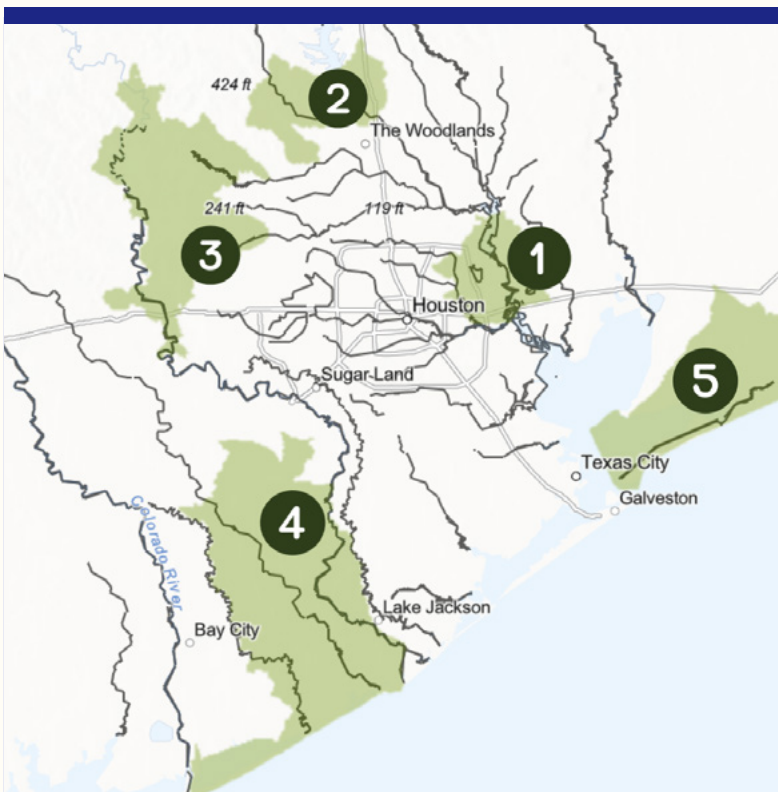 424 ft
2
The Woodlands
241 ft
119 ft
3
1
Houston
5
Sugar Land
Texas City
Galveston
4
Colorado River
Lake Jackson
Bay City